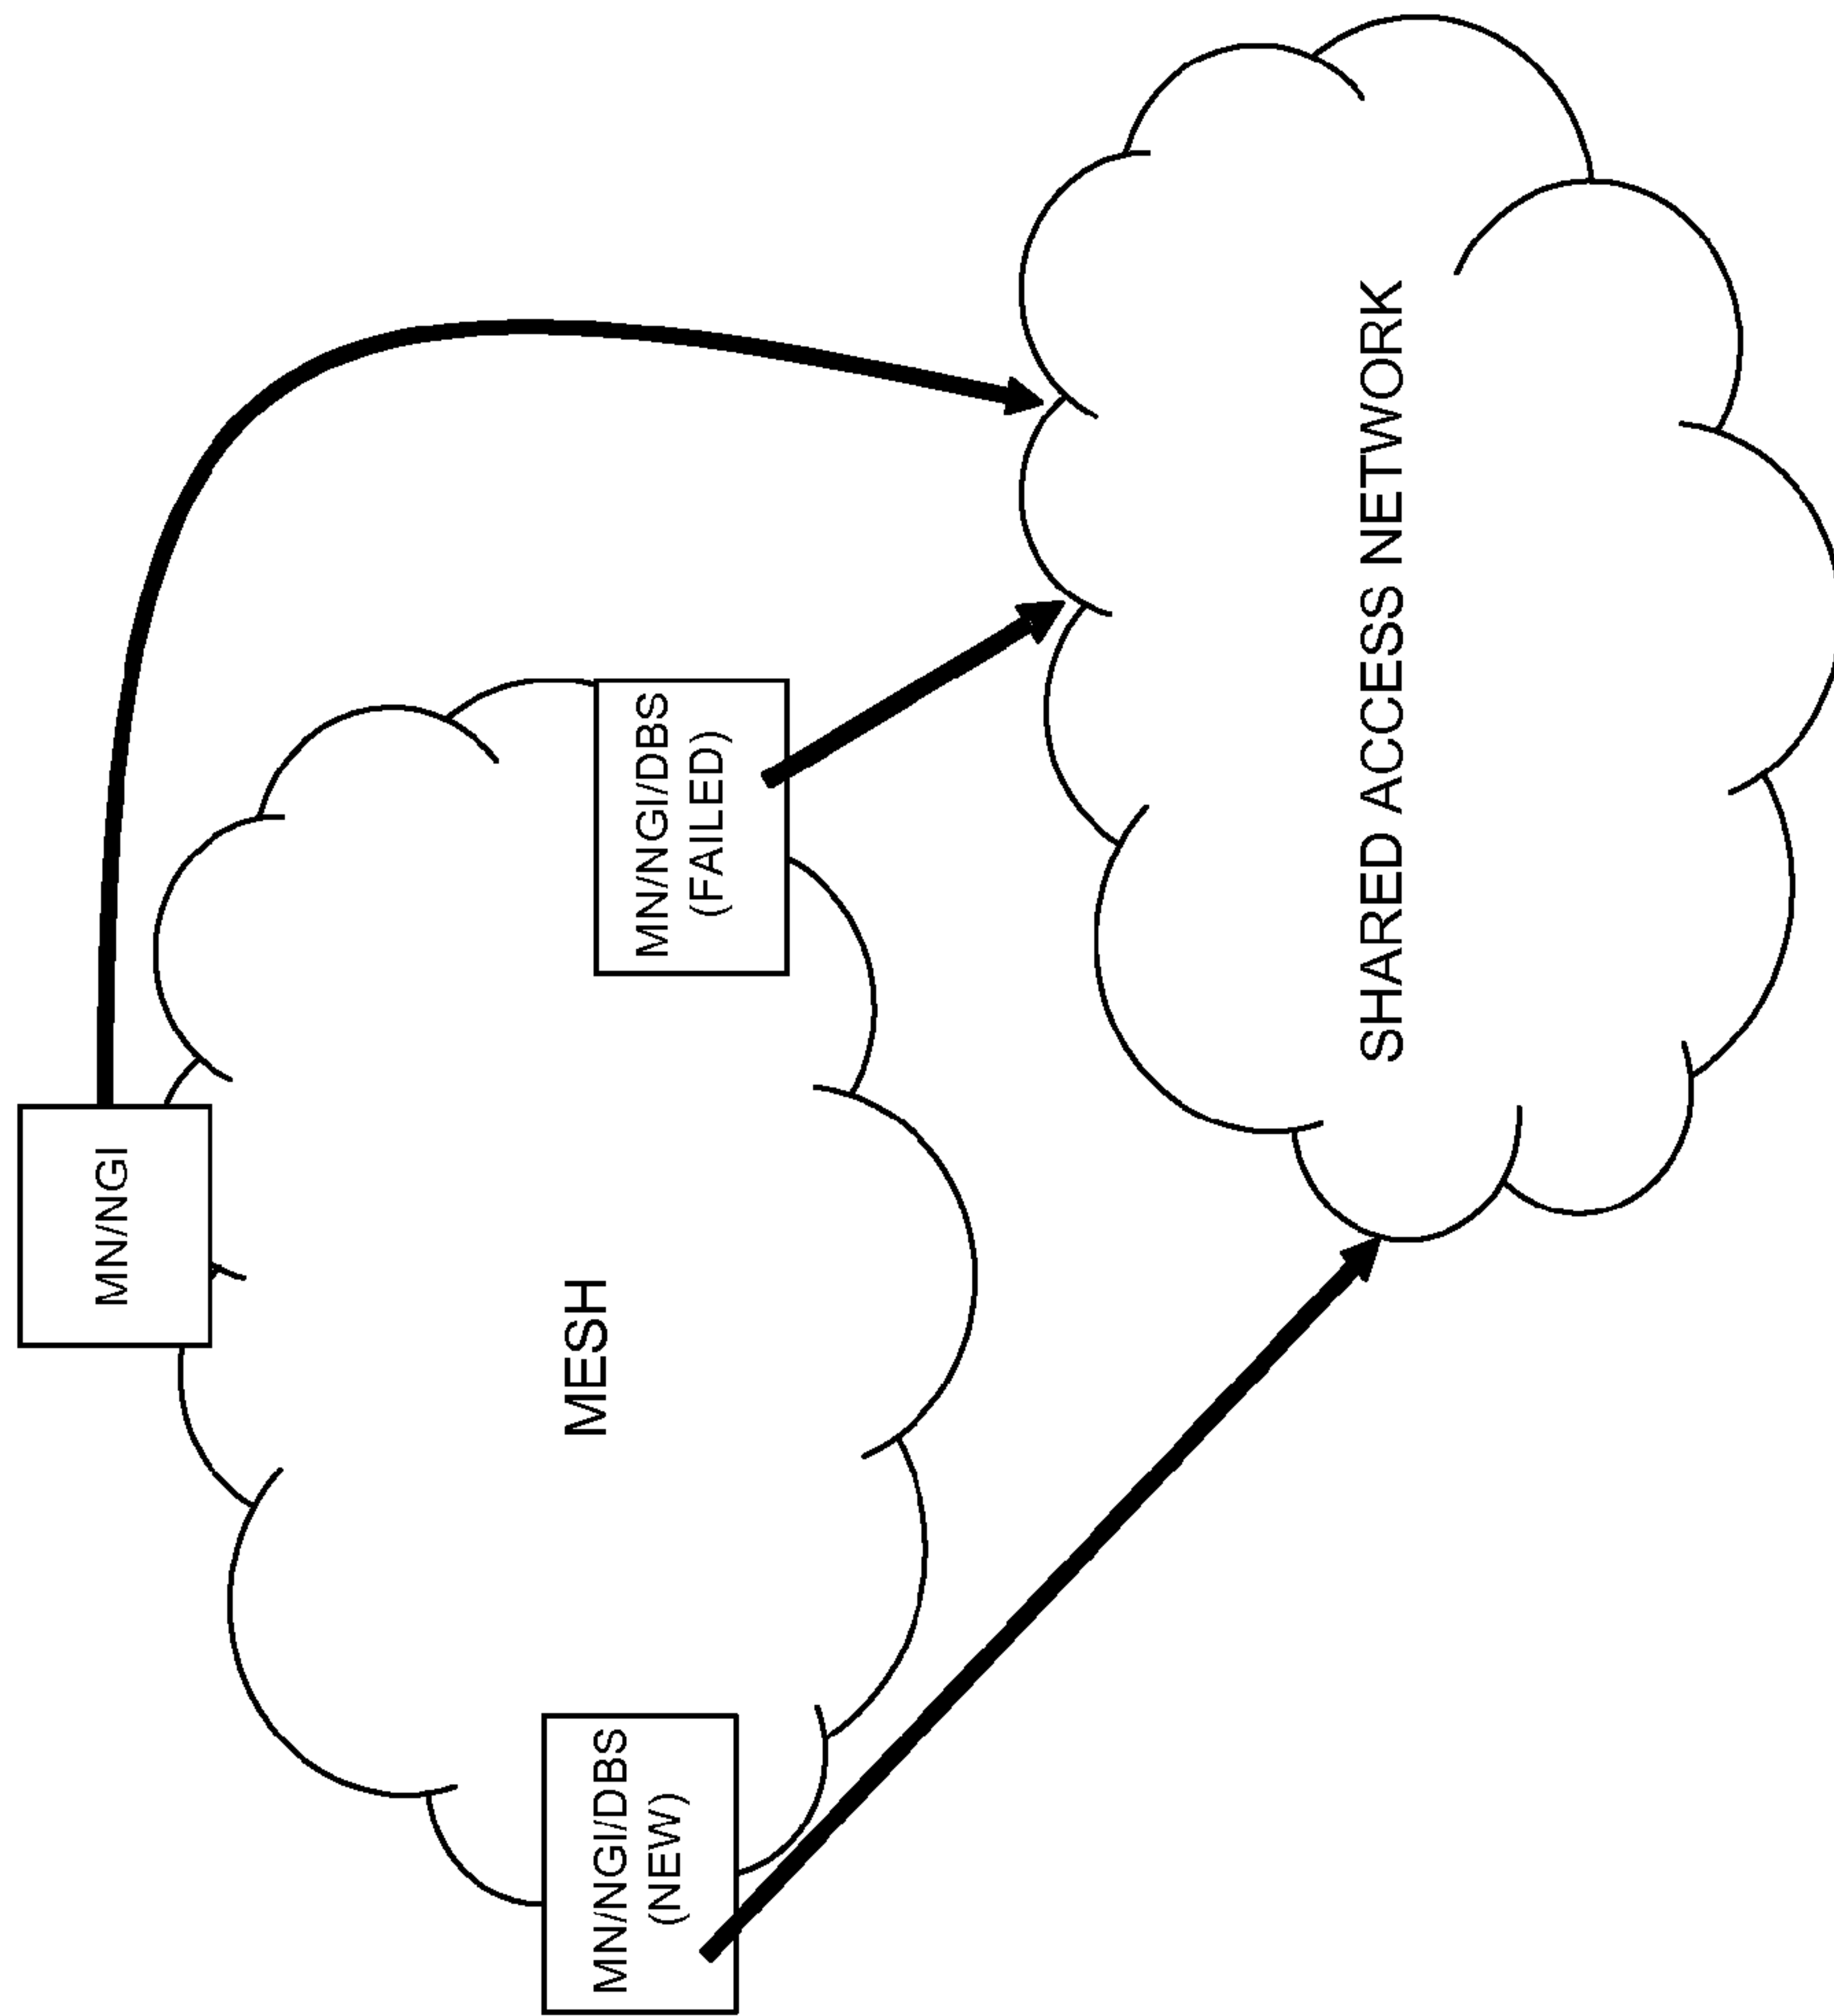 MN/NGI
MESH
MN/NGI/DBS
(NEW)
MN/NGI/DBS
(FAILED)
SHARED ACCESS NETWORK